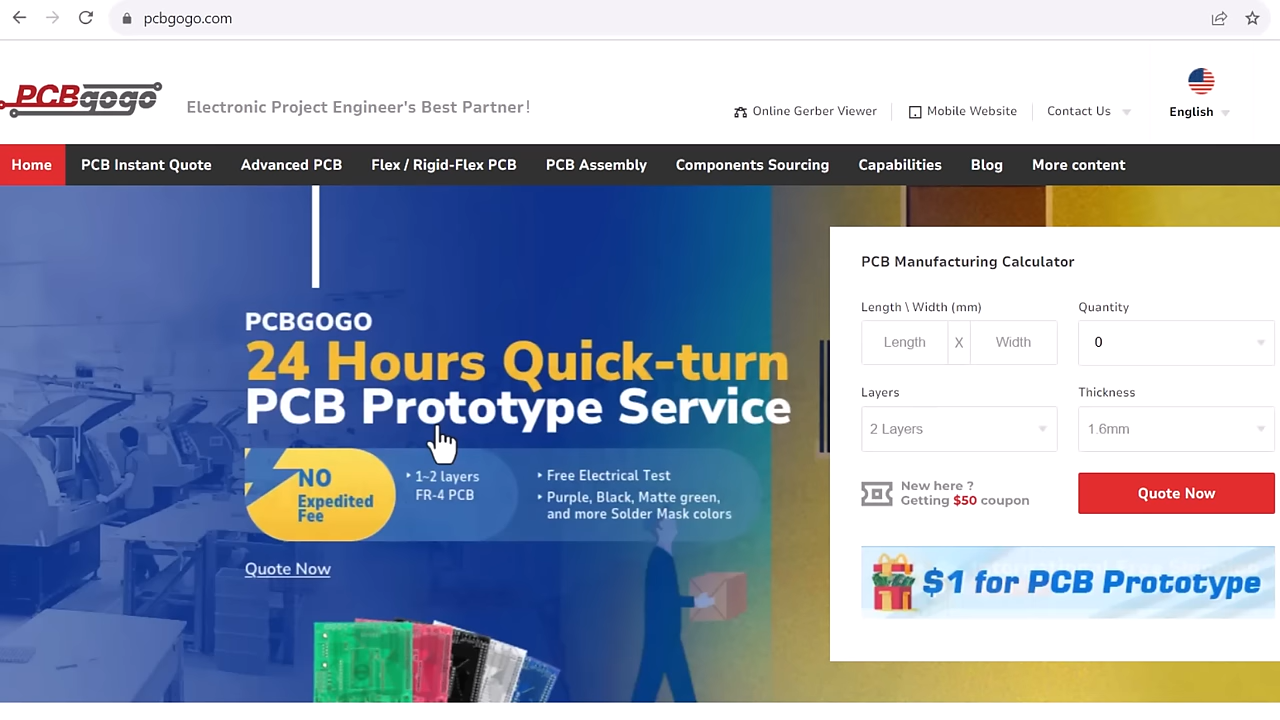 pcbgogo.com
PCBgogo
Electronic Project Engineer's Best Partner!
Online Gerber Viewer
Mobile Website
Contact Us
English
Home
PCB Instant Quote
Advanced PCB
Flex / Rigid-Flex PCB
PCB Assembly
Components Sourcing
Capabilities
Blog
More content
PCBGOGO
24 Hours Quick-turn
PCB Prototype Service
NO
Expedited
Fee
1~2 layers
FR-4 PCB
Free Electrical Test
Purple, Black, Matte green,
and more Solder Mask colors
Quote Now
PCB Manufacturing Calculator
Length \ Width (mm)
Quantity
Length
X
Width
0
Layers
Thickness
2 Layers
1.6mm
New here ?
Getting $50 coupon
Quote Now
$1 for PCB Prototype